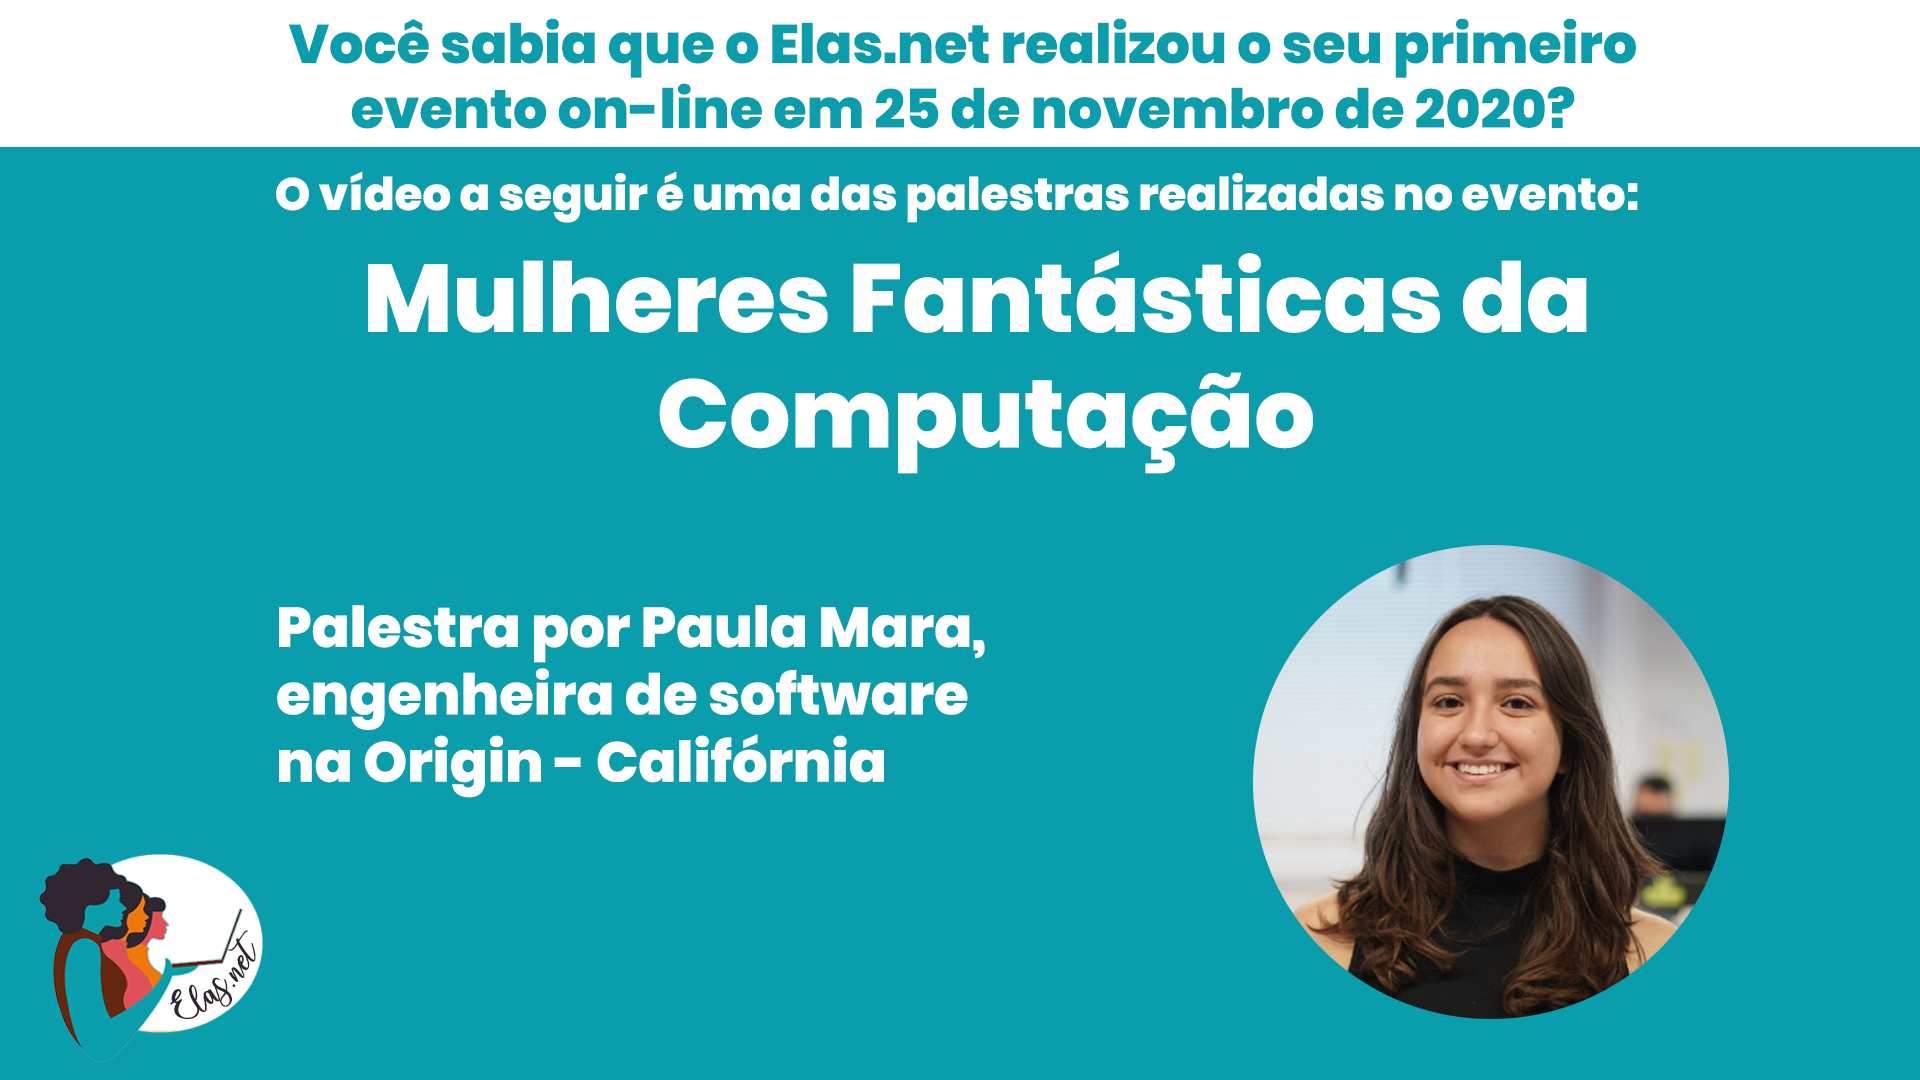 Você sabia que o Elas.net realizou o seu primeiro
evento on-line em 25 de novembro de 2020?
O vídeo a seguir é uma das palestras realizadas no evento:
Mulheres Fantásticas da
Computação
Palestra por Paula Mara,
engenheira de software
na Origin - Califórnia
Elas.net